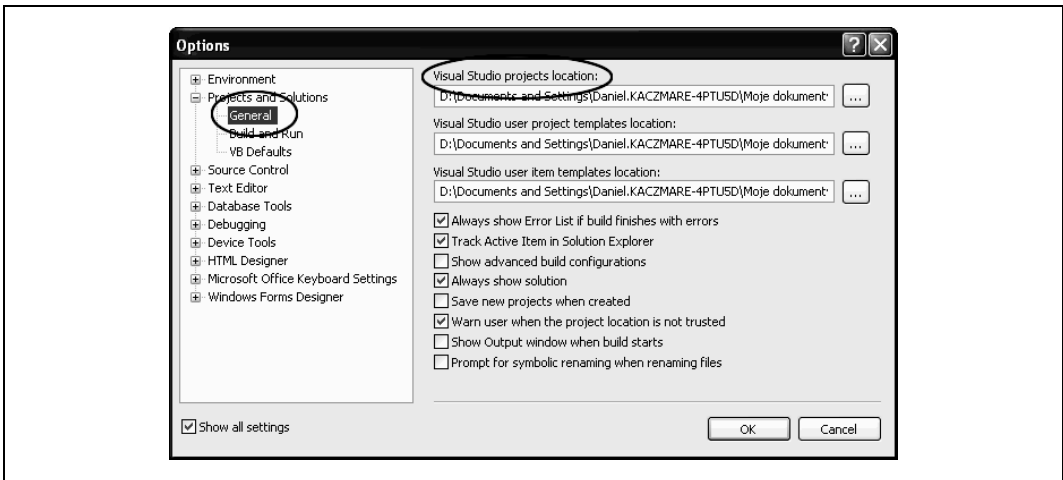 Options
Environment
Projects and Solutions
General
Build and Run
VB Defaults
Source Control
Text Editor
Database Tools
Debugging
Device Tools
HTML Designer
Microsoft Office Keyboard Settings
Windows Forms Designer
Visual Studio projects location:
D:\Documents and Settings\Daniel.KACZMARE-4PTU5D\Moje dokument
...
Visual Studio user project templates location:
D:\Documents and Settings\Daniel.KACZMARE-4PTU5D\Moje dokument
...
Visual Studio user item templates location:
D:\Documents and Settings\Daniel.KACZMARE-4PTU5D\Moje dokument
...
Always show Error List if build finishes with errors
Track Active Item in Solution Explorer
Show advanced build configurations
Always show solution
Save new projects when created
Warn user when the project location is not trusted
Show Output window when build starts
Prompt for symbolic renaming when renaming files
Show all settings
OK Cancel